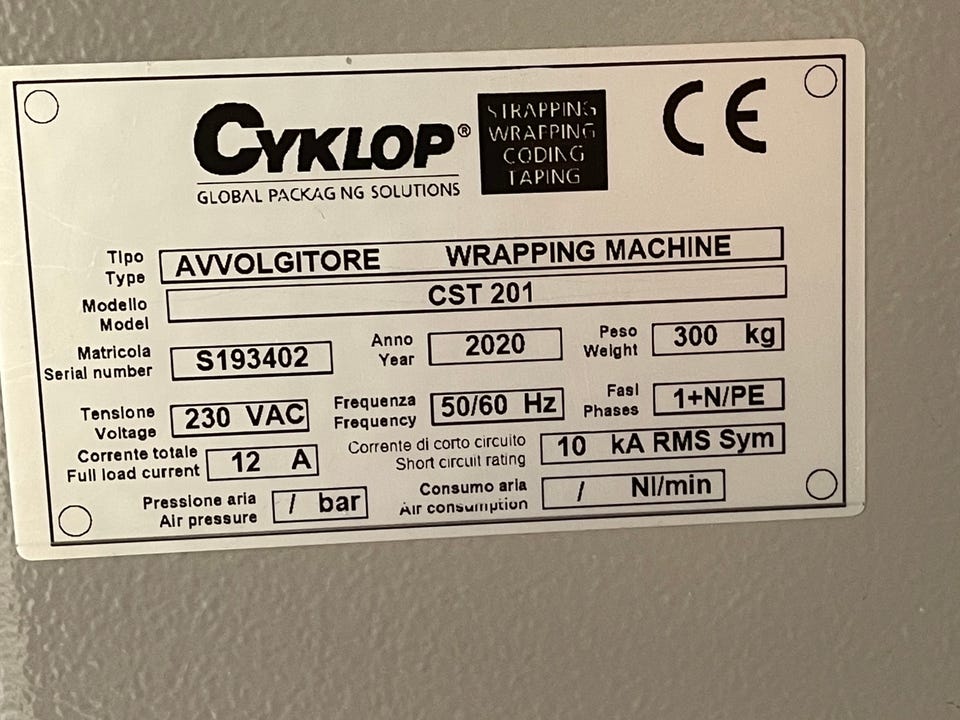 CYKLOP®
GLOBAL PACKAGING SOLUTIONS
STRAPPING
WRAPPING
CODING
TAPING
CE
Tipo
Type
AVVOLGITORE WRAPPING MACHINE
Modello
Model
CST 201
Matricola
Serial number
S193402
Anno
Year
2020
Peso
Weight
300 kg
Tensione
Voltage
230 VAC
Frequenza
Frequency
50/60 Hz
Fasi
Phases
1+N/PE
Corrente totale
Full load current
12 A
Corrente di corto circuito
Short circuit rating
10 kA RMS Sym
Pressione aria
Air pressure
/ bar
Consumo aria
Air consumption
/ Nl/min